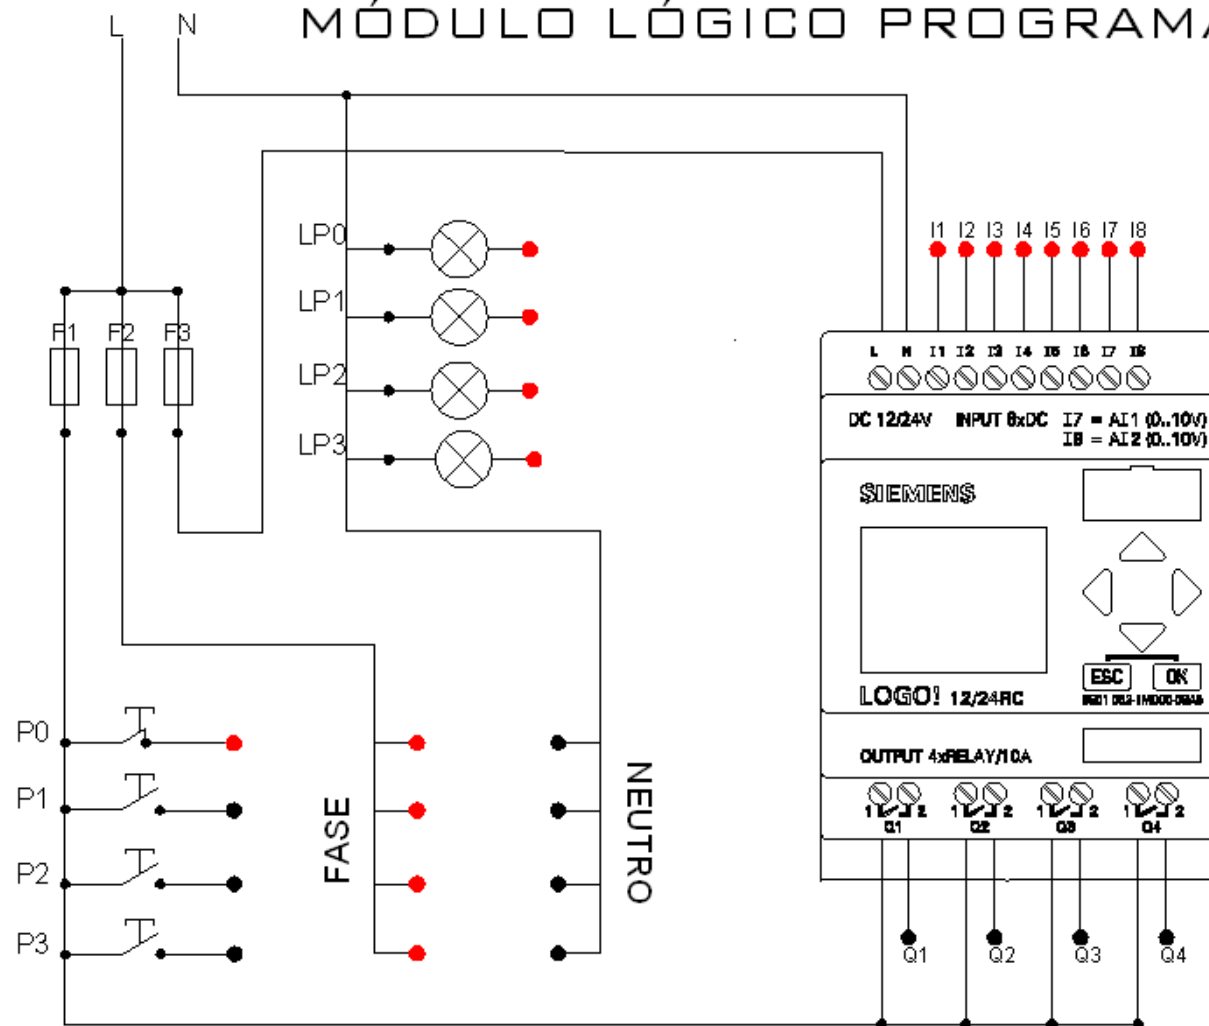 MÓDULO LÓGICO PROGRAMA
L N
I1 I2 I3 I4 I5 I6 I7 I8
LP0
LP1
F1 F2 F3
L N I1 I2 I3 I4 I5 I6 I7 I8
LP2
DC 12/24V INPUT 8xDC I7 = AI1 (0..10V)
I8 = AI2 (0..10V)
LP3
SIEMENS
ESC OK
LOGO! 12/24RC
P0
OUTPUT 4xRELAY/10A
P1
FASE
NEUTRO
1 2 1 2 1 2 1 2
Q1 Q2 Q3 Q4
P2
P3
Q1 Q2 Q3 Q4